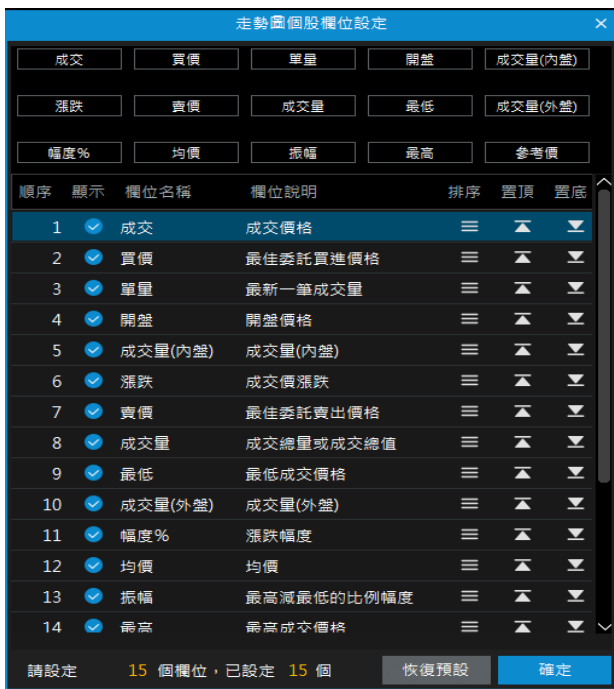 走勢圖個股欄位設定
成交 買價 單量 開盤 成交量(內盤)
漲跌 賣價 成交量 最低 成交量(外盤)
幅度% 均價 振幅 最高 參考價
順序 顯示 欄位名稱 欄位說明 排序 置頂 置底
1 成交 成交價格
2 買價 最佳委託買進價格
3 單量 最新一筆成交量
4 開盤 開盤價格
5 成交量(內盤) 成交量(內盤)
6 漲跌 成交價漲跌
7 賣價 最佳委託賣出價格
8 成交量 成交總量或成交總值
9 最低 最低成交價格
10 成交量(外盤) 成交量(外盤)
11 幅度% 漲跌幅度
12 均價 均價
13 振幅 最高減最低的比例幅度
14 最高 最高成交價格
請設定 15 個欄位，已設定 15 個 恢復預設 確定